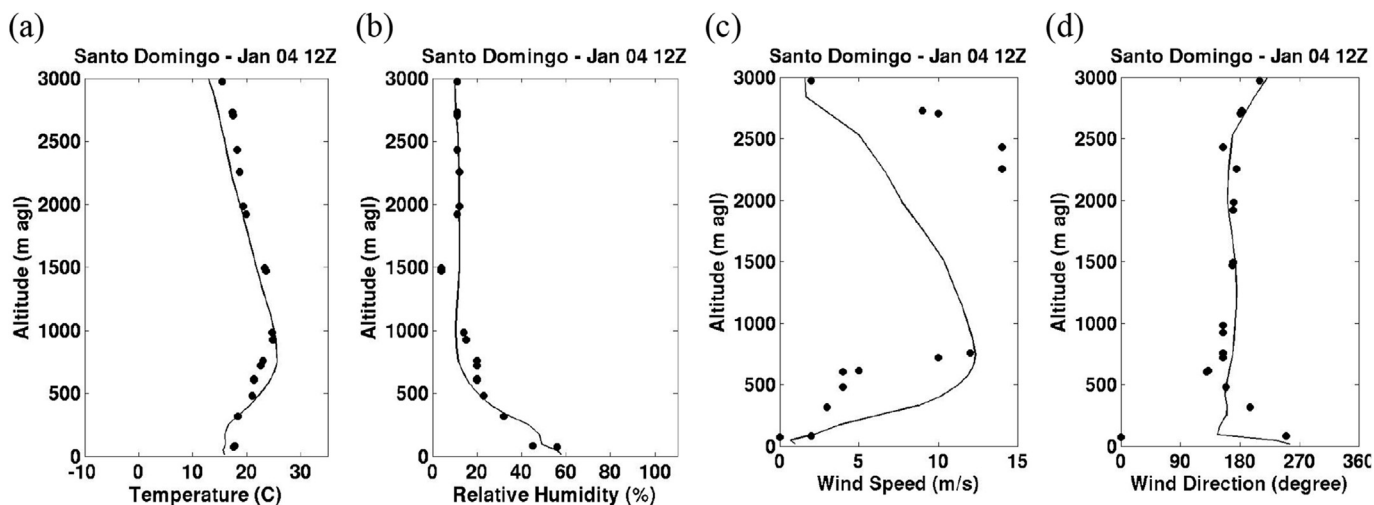 (a)
Santo Domingo - Jan 04 12Z
3000
2500
2000
1500
1000
500
0
-10 0 10 20 30
Altitude (m agl)
Temperature (C)
(b)
Santo Domingo - Jan 04 12Z
3000
2500
2000
1500
1000
500
0
0 20 40 60 80 100
Altitude (m agl)
Relative Humidity (%)
(c)
Santo Domingo - Jan 04 12Z
3000
2500
2000
1500
1000
500
0
0 5 10 15
Altitude (m agl)
Wind Speed (m/s)
(d)
Santo Domingo - Jan 04 12Z
3000
2500
2000
1500
1000
500
0
0 90 180 270 360
Altitude (m agl)
Wind Direction (degree)